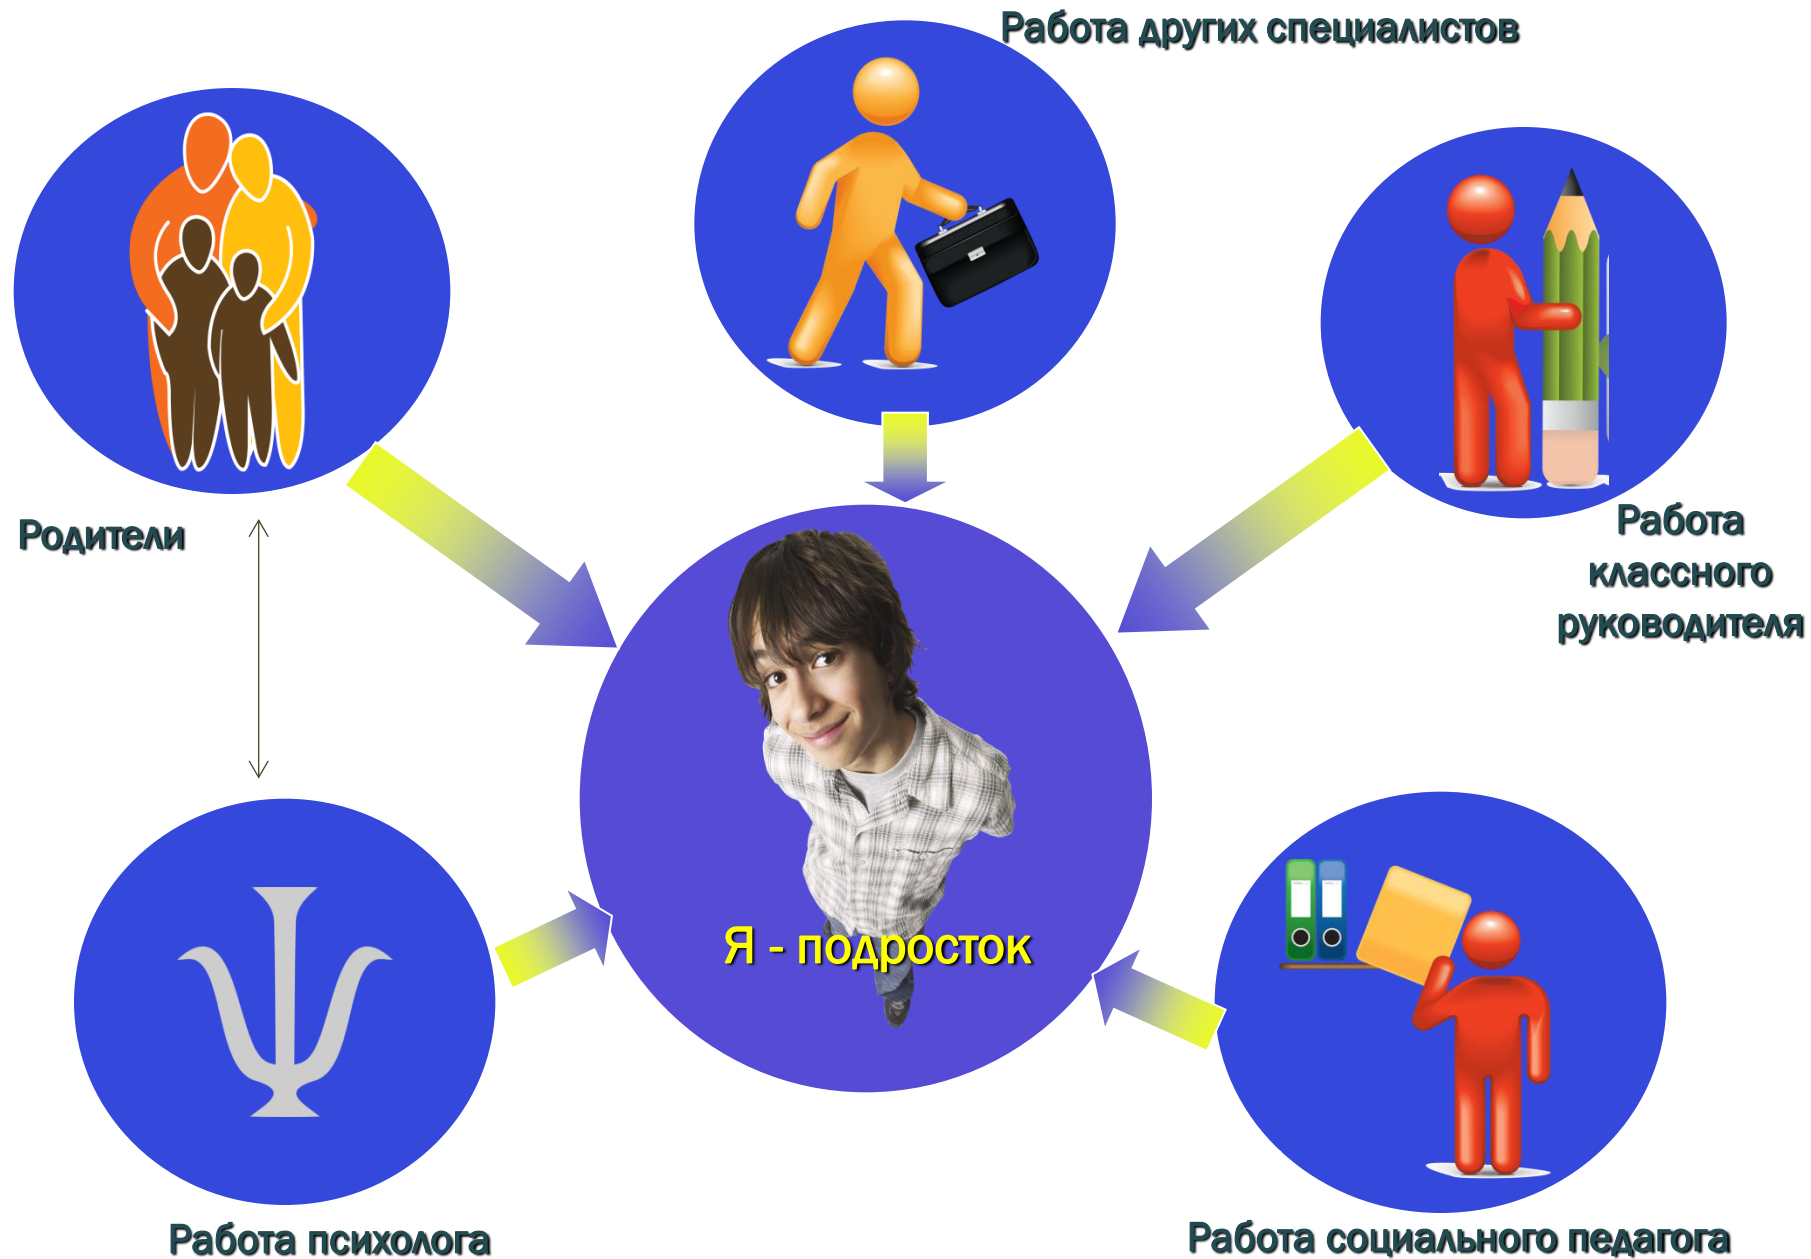 Работа других специалистов
Родители
Работа
классного
руководителя
Я - подросток
Работа психолога
Работа социального педагога